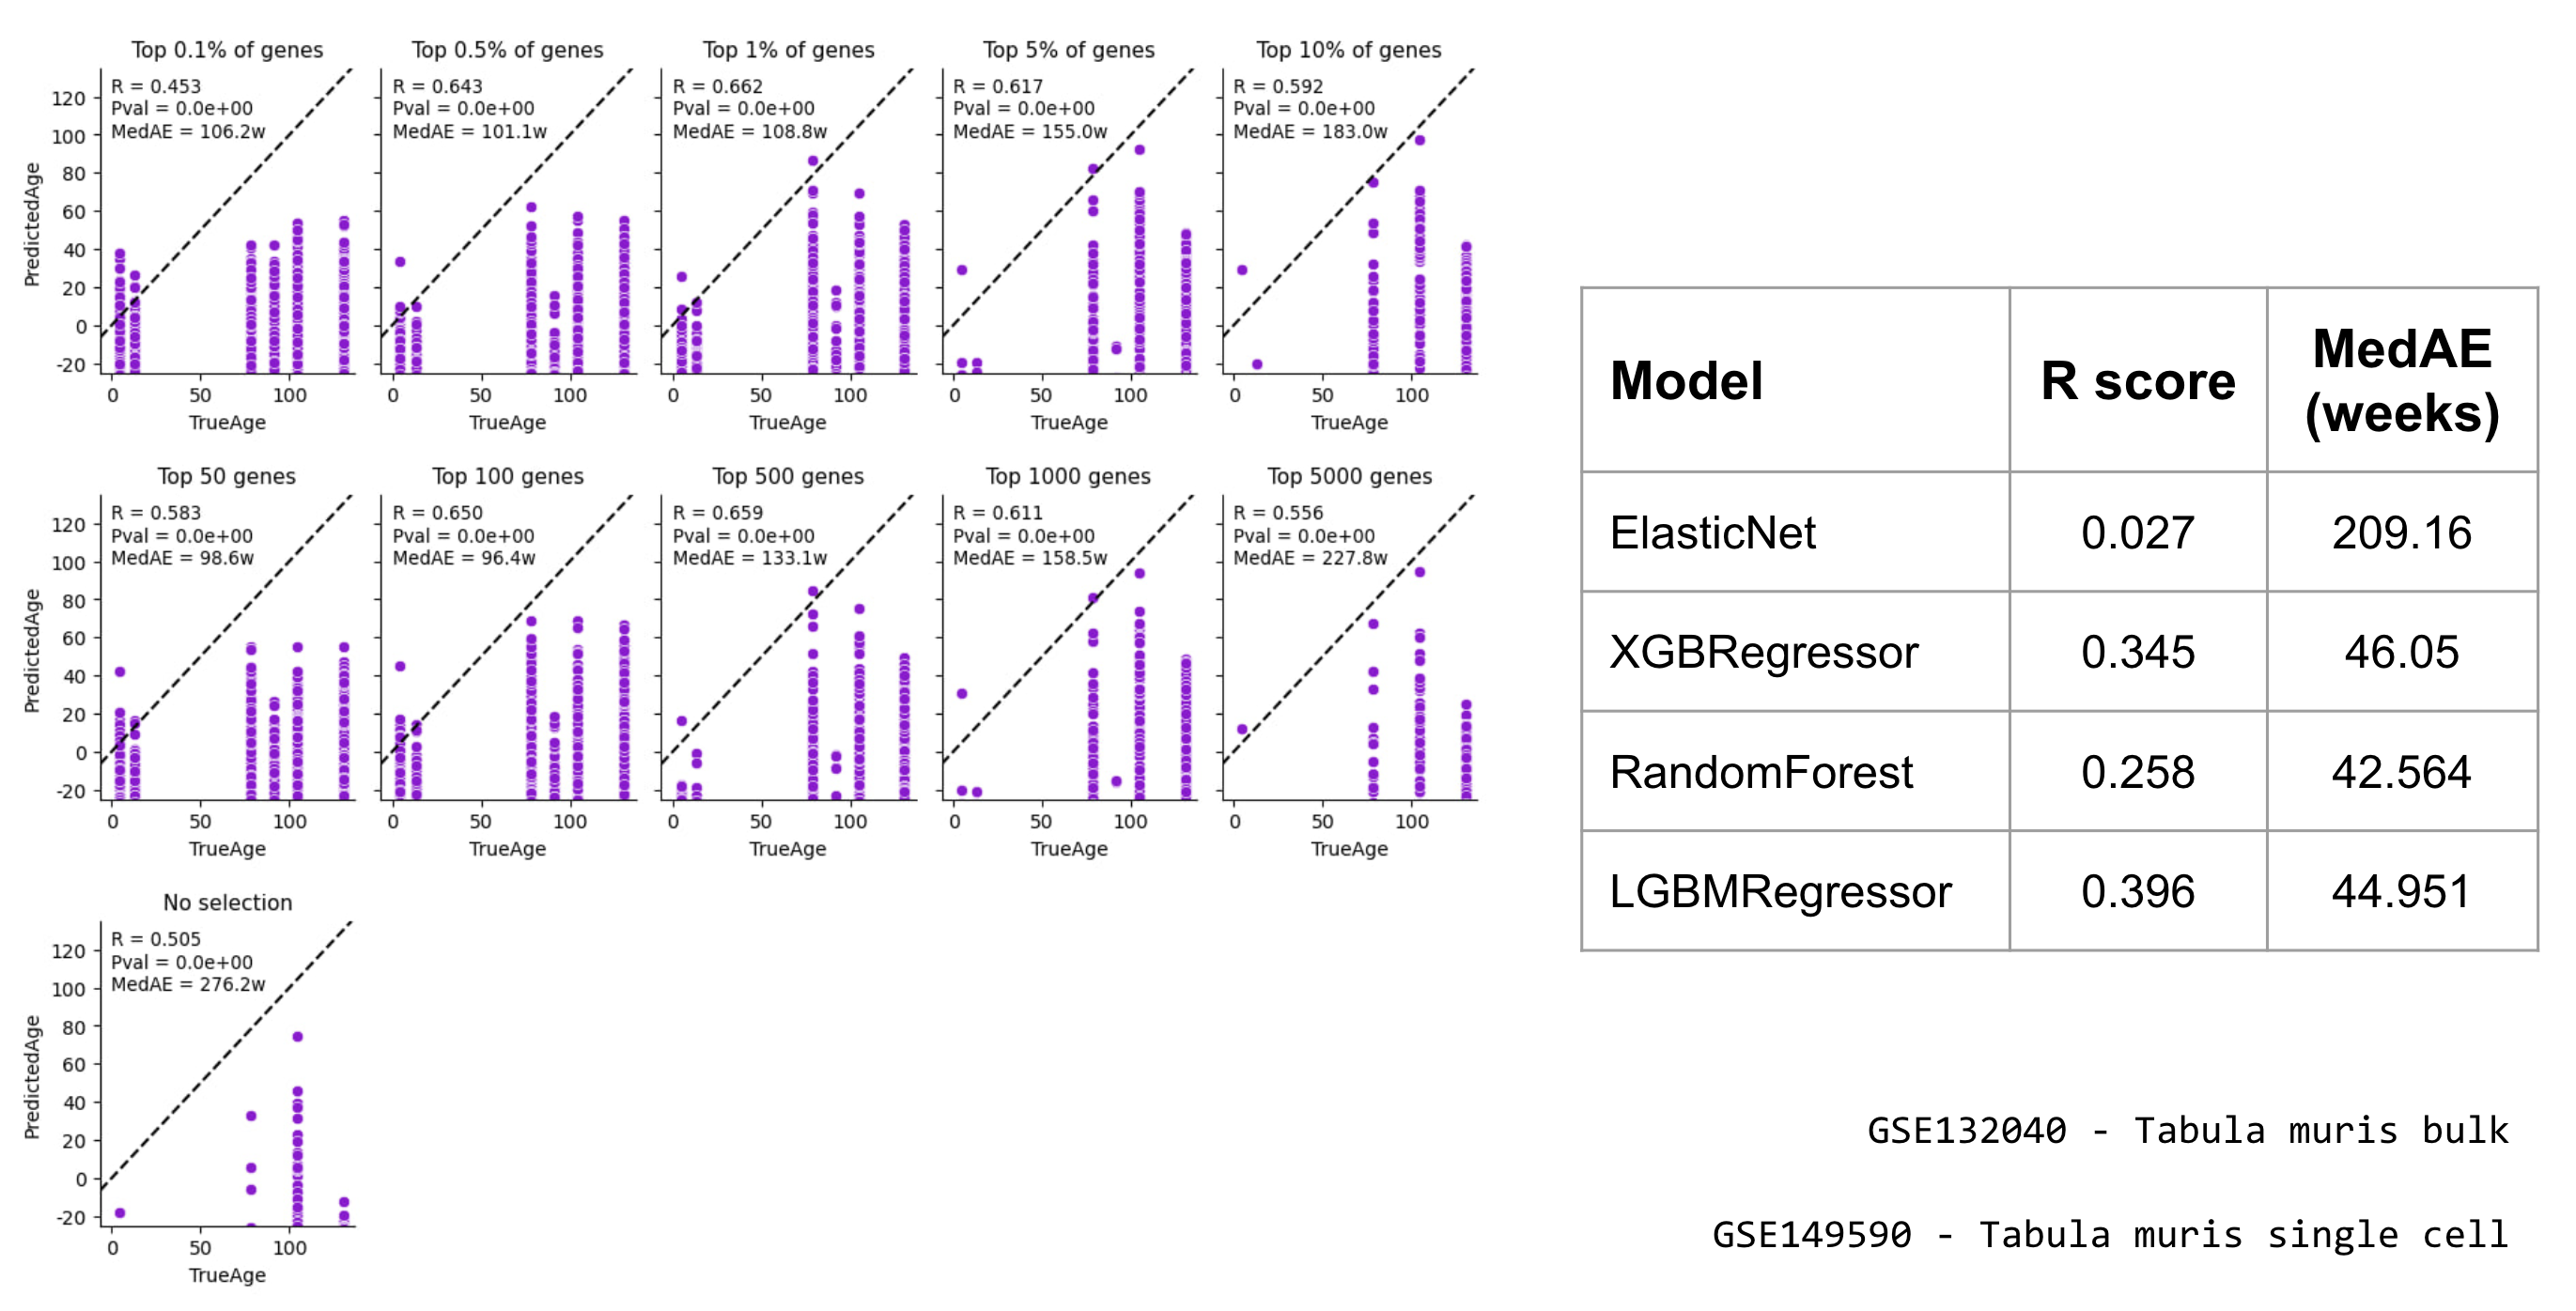 Top 0.1% of genes
R = 0.453
Pval = 0.0e+00
MedAE = 106.2w
PredictedAge
120
100
80
60
40
20
0
-20
0 50 100
TrueAge
Top 0.5% of genes
R = 0.643
Pval = 0.0e+00
MedAE = 101.1w
0 50 100
TrueAge
Top 1% of genes
R = 0.662
Pval = 0.0e+00
MedAE = 108.8w
0 50 100
TrueAge
Top 5% of genes
R = 0.617
Pval = 0.0e+00
MedAE = 155.0w
0 50 100
TrueAge
Top 10% of genes
R = 0.592
Pval = 0.0e+00
MedAE = 183.0w
0 50 100
TrueAge
Top 50 genes
R = 0.583
Pval = 0.0e+00
MedAE = 98.6w
PredictedAge
120
100
80
60
40
20
0
-20
0 50 100
TrueAge
Top 100 genes
R = 0.650
Pval = 0.0e+00
MedAE = 96.4w
0 50 100
TrueAge
Top 500 genes
R = 0.659
Pval = 0.0e+00
MedAE = 133.1w
0 50 100
TrueAge
Top 1000 genes
R = 0.611
Pval = 0.0e+00
MedAE = 158.5w
0 50 100
TrueAge
Top 5000 genes
R = 0.556
Pval = 0.0e+00
MedAE = 227.8w
0 50 100
TrueAge
No selection
R = 0.505
Pval = 0.0e+00
MedAE = 276.2w
PredictedAge
120
100
80
60
40
20
0
-20
0 50 100
TrueAge
Model R score MedAE (weeks)
ElasticNet 0.027 209.16
XGBRegressor 0.345 46.05
RandomForest 0.258 42.564
LGBMRegressor 0.396 44.951
GSE132040 - Tabula muris bulk
GSE149590 - Tabula muris single cell